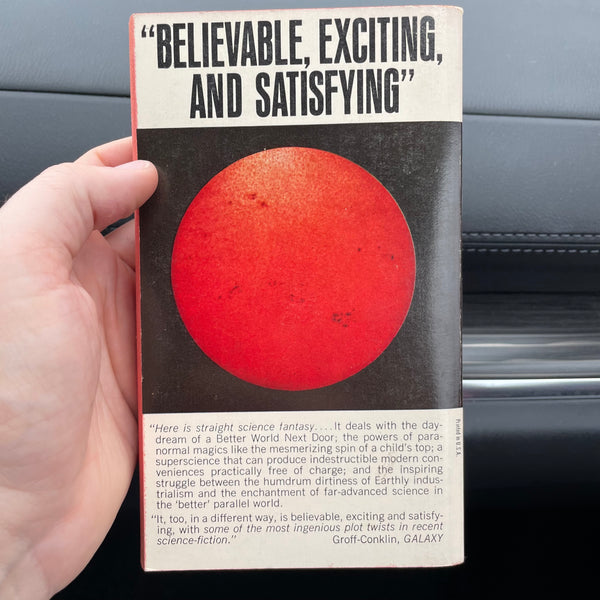 “BELIEVABLE, EXCITING,
AND SATISFYING”
“Here is straight science fantasy.... It deals with the day-
dream of a Better World Next Door; the powers of para-
normal magics like the mesmerizing spin of a child's top; a
superscience that can produce indestructible modern con-
veniences practically free of charge; and the inspiring
struggle between the humdrum dirtiness of Earthly indus-
trialism and the enchantment of far-advanced science in
the ‘better’ parallel world.
“It, too, in a different way, is believable, exciting and satisfy-
ing, with some of the most ingenious plot twists in recent
science-fiction.” Groff-Conklin, GALAXY
Printed in U.S.A.